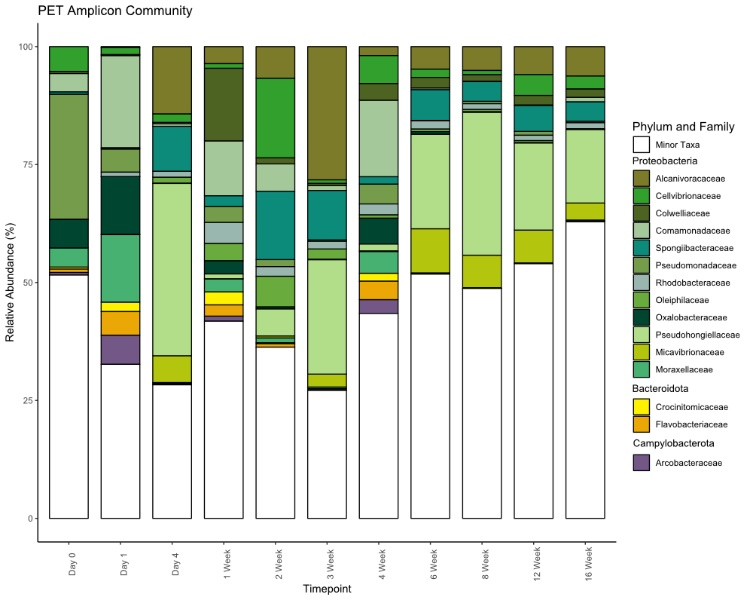 PET Amplicon Community
Relative Abundance (%)
100
75
50
25
0
Day 0
Day 1
Day 4
1 Week
2 Week
3 Week
4 Week
6 Week
8 Week
12 Week
16 Week
Timepoint
Phylum and Family
Minor Taxa
Proteobacteria
Alcanivoracaceae
Cellvibrionaceae
Colwelliaceae
Comamonadaceae
Spongiibacteraceae
Pseudomonadaceae
Rhodobacteraceae
Oleiphilaceae
Oxalobacteraceae
Pseudohongiellaceae
Micavibrionaceae
Moraxellaceae
Bacteroidota
Crocinitomicaceae
Flavobacteriaceae
Campylobacterota
Arcobacteraceae